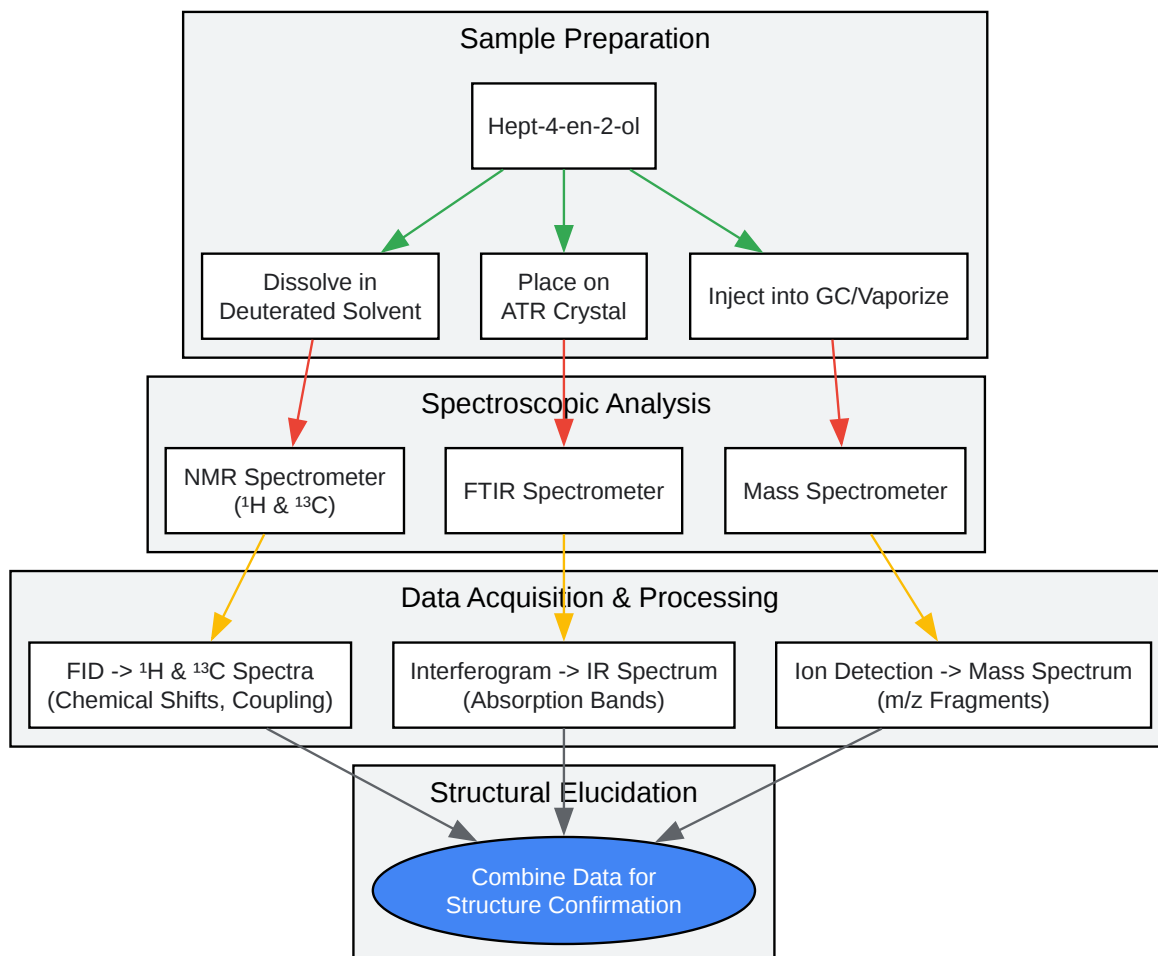 Sample Preparation
Hept-4-en-2-ol
Dissolve in
Deuterated Solvent
Place on
ATR Crystal
Inject into GC/Vaporize
Spectroscopic Analysis
NMR Spectrometer
(¹H & ¹³C)
FTIR Spectrometer
Mass Spectrometer
Data Acquisition & Processing
FID -> ¹H & ¹³C Spectra
(Chemical Shifts, Coupling)
Interferogram -> IR Spectrum
(Absorption Bands)
Ion Detection -> Mass Spectrum
(m/z Fragments)
Structural Elucidation
Combine Data for
Structure Confirmation